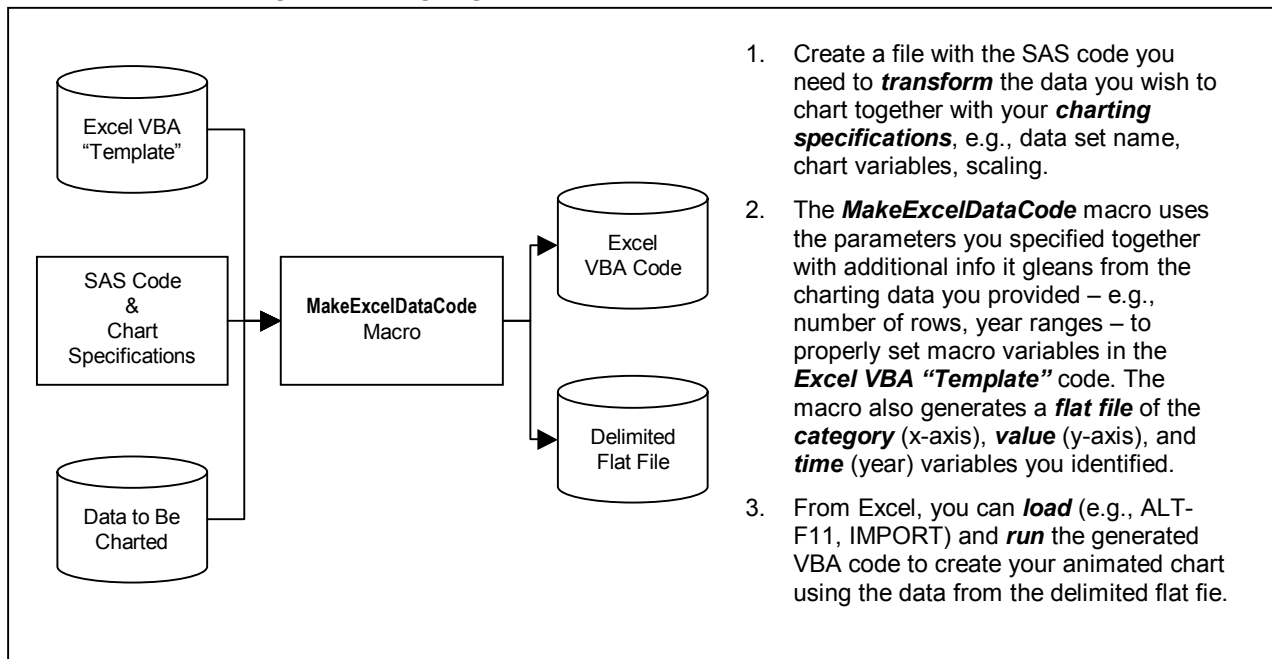 Excel VBA
“Template”
SAS Code
&
Chart
Specifications
Data to Be
Charted
MakeExcelDataCode
Macro
Excel
VBA Code
Delimited
Flat File
1. Create a file with the SAS code you
need to transform the data you wish to
chart together with your charting
specifications, e.g., data set name,
chart variables, scaling.
2. The MakeExcelDataCode macro uses
the parameters you specified together
with additional info it gleans from the
charting data you provided – e.g.,
number of rows, year ranges – to
properly set macro variables in the
Excel VBA “Template” code. The
macro also generates a flat file of the
category (x-axis), value (y-axis), and
time (year) variables you identified.
3. From Excel, you can load (e.g., ALT-
F11, IMPORT) and run the generated
VBA code to create your animated chart
using the data from the delimited flat fie.